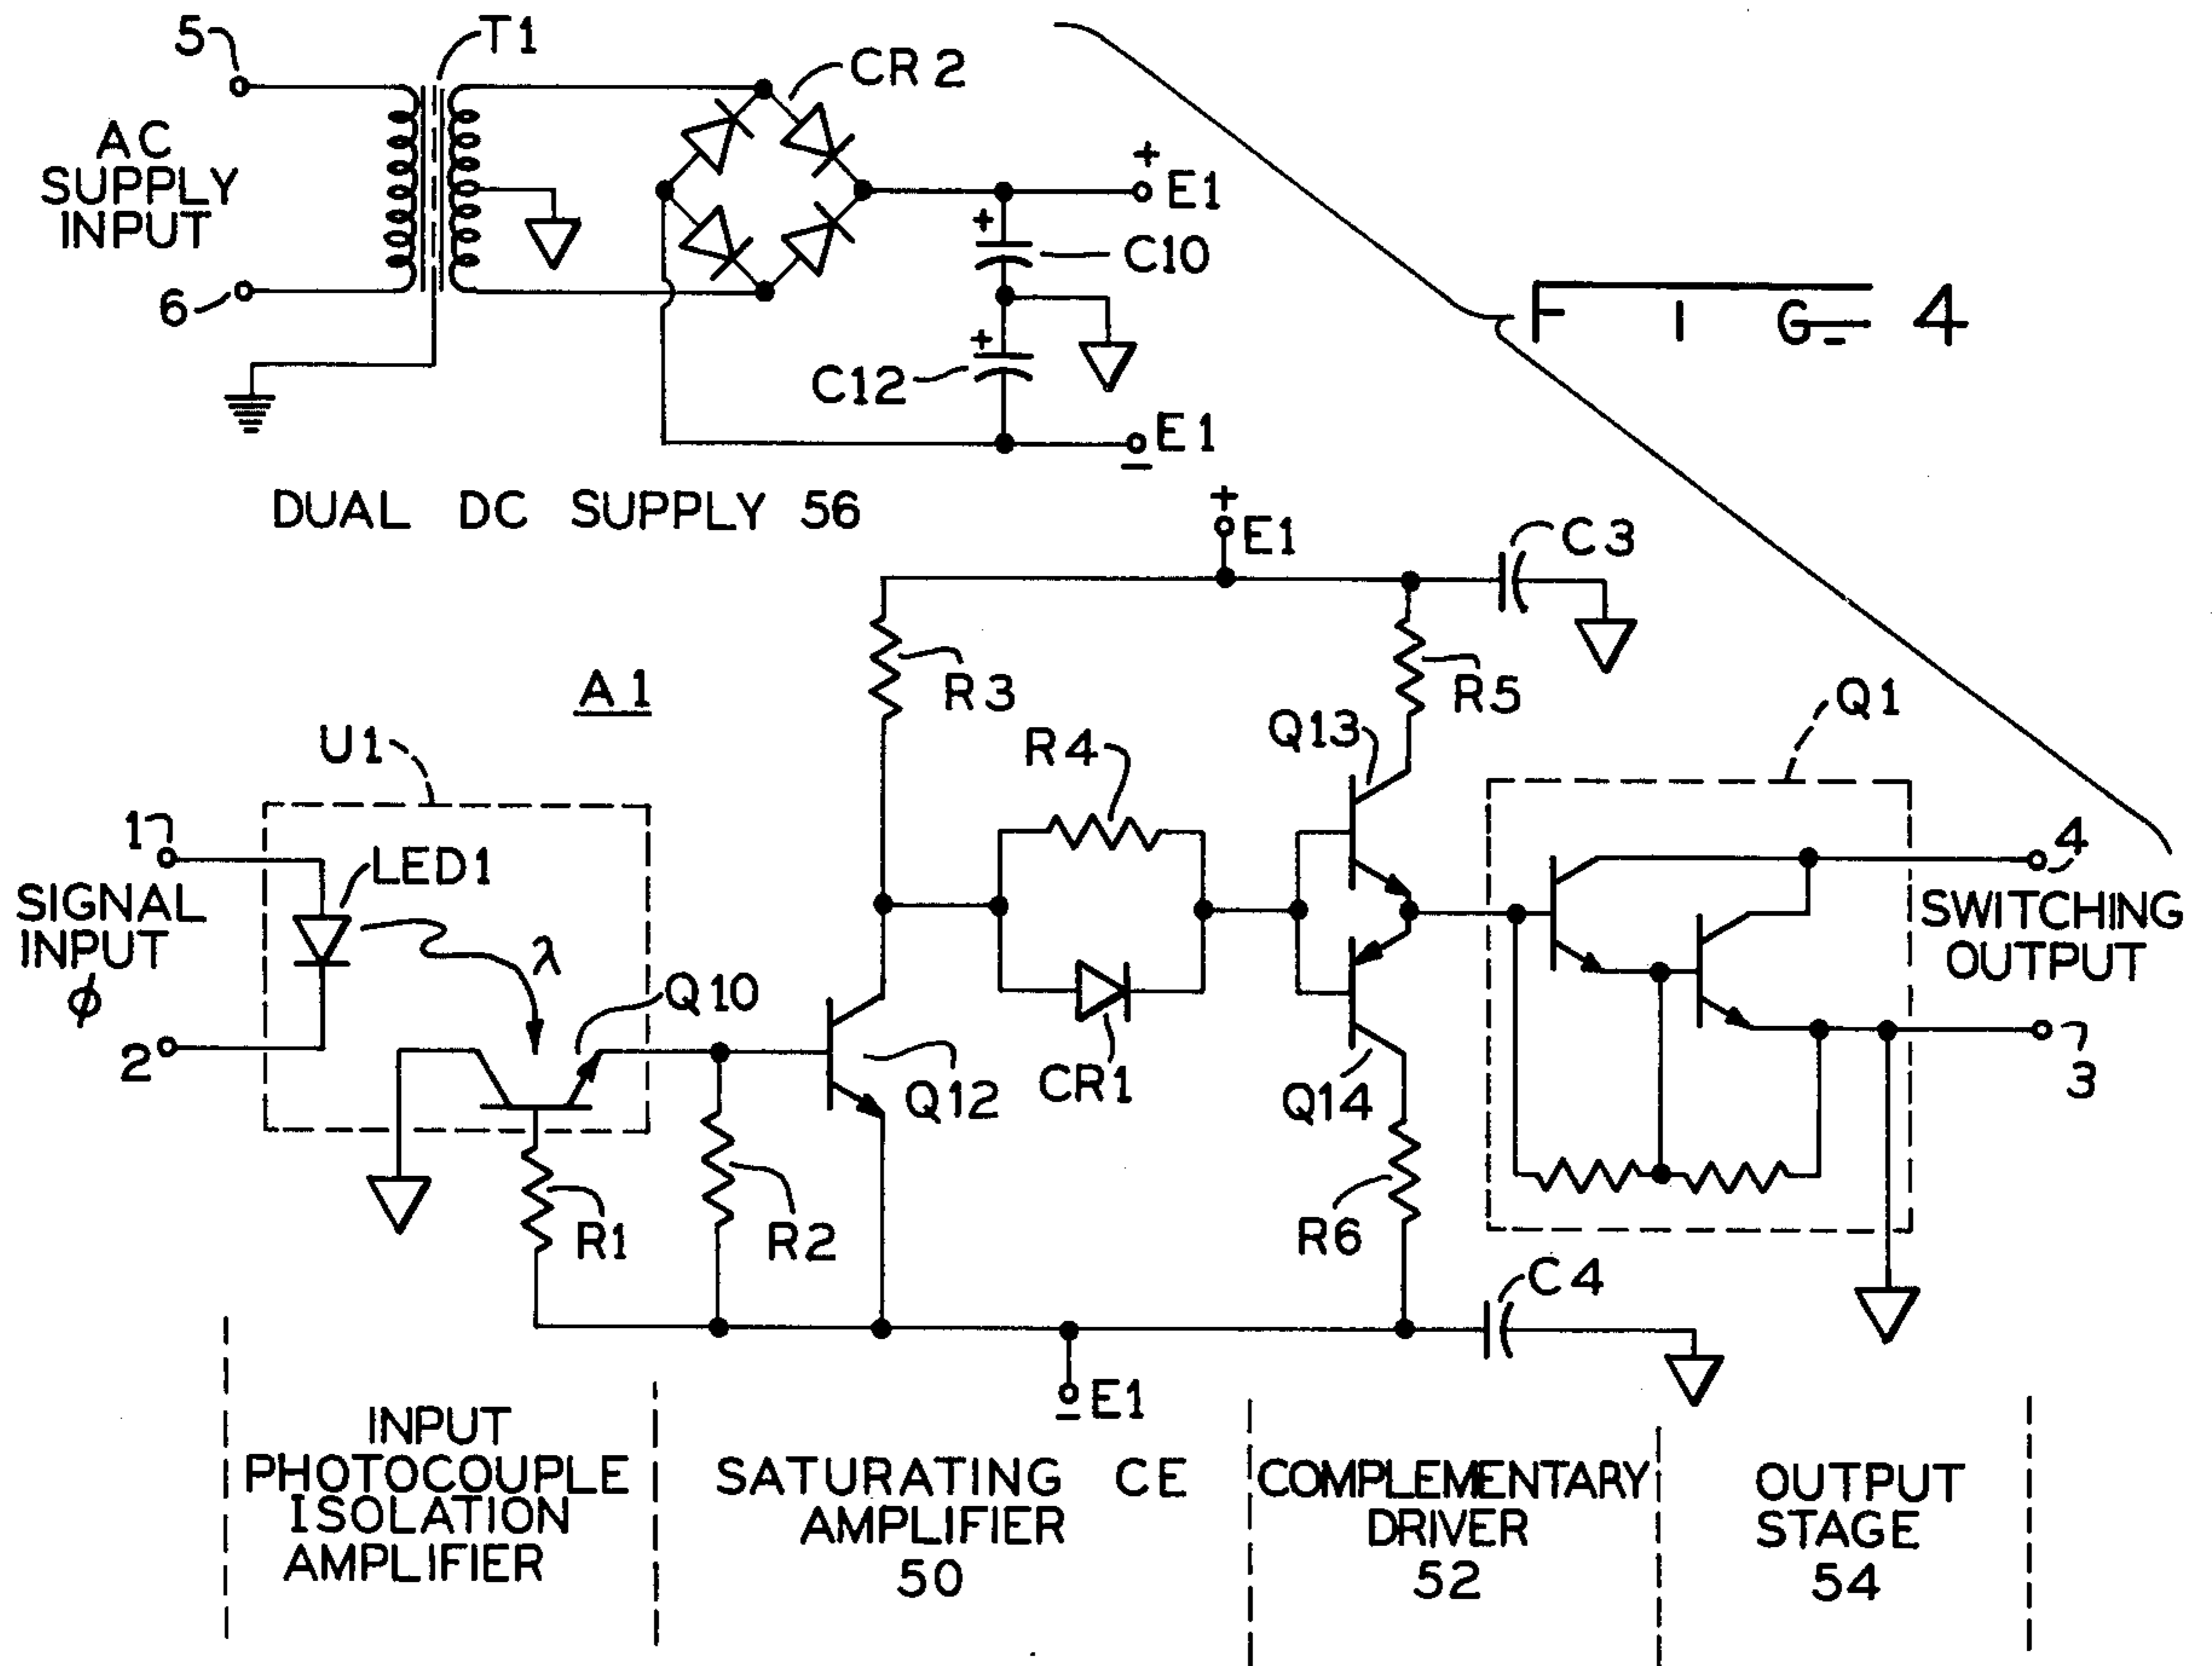 5
T1
CR2
AC
SUPPLY
INPUT
6
+
E1
+
C10
+
C12
E1
−
FIG_ 4
DUAL DC SUPPLY 56
+
E1
C3
R3
R5
A1
Q1
U1
R4
Q13
1
LED1
4
SIGNAL
INPUT
ϕ
λ
Q10
SWITCHING
OUTPUT
2
Q12
CR1
Q14
3
R1
R2
R6
C4
E1
−
INPUT
PHOTOCOUPLE
ISOLATION
AMPLIFIER
SATURATING CE
AMPLIFIER
50
COMPLEMENTARY
DRIVER
52
OUTPUT
STAGE
54